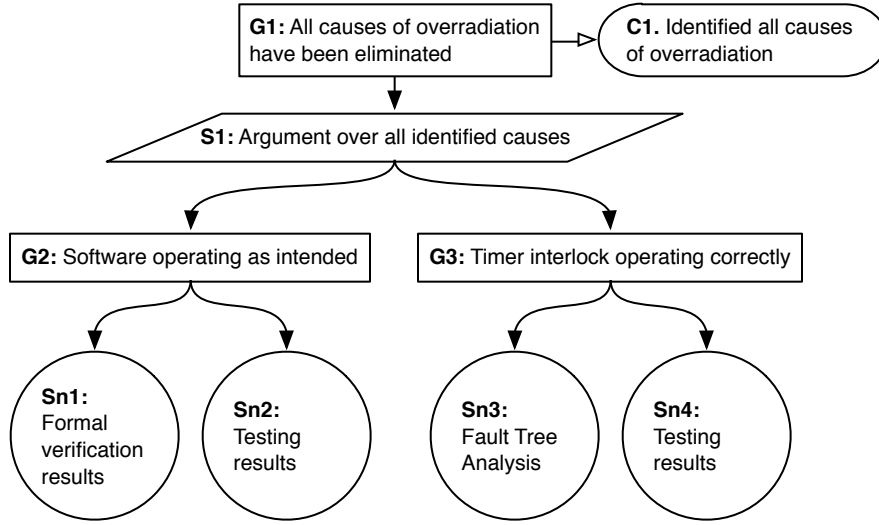 G1: All causes of overradiation
have been eliminated
C1. Identified all causes
of overradiation
S1: Argument over all identified causes
G2: Software operating as intended
G3: Timer interlock operating correctly
Sn1:
Formal
verification
results
Sn2:
Testing
results
Sn3:
Fault Tree
Analysis
Sn4:
Testing
results